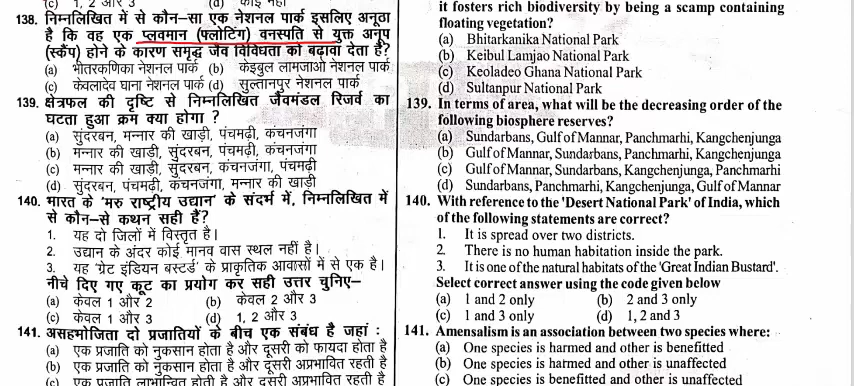 (c) 1, 2 और 3 (d) कोई नहीं
138. निम्नलिखित में से कौन-सा एक नेशनल पार्क इसलिए अनूठा
है कि वह एक प्लवमान (फ्लोटिंग) वनस्पति से युक्त अनूप
(स्कैंप) होने के कारण समृद्ध जैव विविधता को बढ़ावा देता है?
(a) भीतरकणिका नेशनल पार्क (b) केइबुल लामजाओ नेशनल पार्क
(c) केवलादेव घाना नेशनल पार्क (d) सुल्तानपुर नेशनल पार्क
139. क्षेत्रफल की दृष्टि से निम्नलिखित जैवमंडल रिजर्व का
घटता हुआ क्रम क्या होगा ?
(a) सुंदरबन, मन्नार की खाड़ी, पंचमढ़ी, कंचनजंगा
(b) मन्नार की खाड़ी, सुंदरबन, पंचमढ़ी, कंचनजंगा
(c) मन्नार की खाड़ी, सुंदरबन, कंचनजंगा, पंचमढ़ी
(d) सुंदरबन, पंचमढ़ी, कंचनजंगा, मन्नार की खाड़ी
140. भारत के 'मरु राष्ट्रीय उद्यान' के संदर्भ में, निम्नलिखित में
से कौन-से कथन सही हैं?
1. यह दो जिलों में विस्तृत है।
2. उद्यान के अंदर कोई मानव वास स्थल नहीं है।
3. यह 'ग्रेट इंडियन बस्टर्ड' के प्राकृतिक आवासों में से एक है।
नीचे दिए गए कूट का प्रयोग कर सही उत्तर चुनिए–
(a) केवल 1 और 2 (b) केवल 2 और 3
(c) केवल 1 और 3 (d) 1, 2 और 3
141. असहभोजिता दो प्रजातियों के बीच एक संबंध है जहां :
(a) एक प्रजाति को नुकसान होता है और दूसरी को फायदा होता है
(b) एक प्रजाति को नुकसान होता है और दूसरी अप्रभावित रहती है
(c) एक प्रजाति लाभान्वित होती है और दूसरी अप्रभावित रहती है
it fosters rich biodiversity by being a scamp containing
floating vegetation?
(a) Bhitarkanika National Park
(b) Keibul Lamjao National Park
(c) Keoladeo Ghana National Park
(d) Sultanpur National Park
139. In terms of area, what will be the decreasing order of the
following biosphere reserves?
(a) Sundarbans, Gulf of Mannar, Panchmarhi, Kangchenjunga
(b) Gulf of Mannar, Sundarbans, Panchmarhi, Kangchenjunga
(c) Gulf of Mannar, Sundarbans, Kangchenjunga, Panchmarhi
(d) Sundarbans, Panchmarhi, Kangchenjunga, Gulf of Mannar
140. With reference to the 'Desert National Park' of India, which
of the following statements are correct?
1. It is spread over two districts.
2. There is no human habitation inside the park.
3. It is one of the natural habitats of the 'Great Indian Bustard'.
Select correct answer using the code given below
(a) 1 and 2 only (b) 2 and 3 only
(c) 1 and 3 only (d) 1, 2 and 3
141. Amensalism is an association between two species where:
(a) One species is harmed and other is benefitted
(b) One species is harmed and other is unaffected
(c) One species is benefitted and other is unaffected